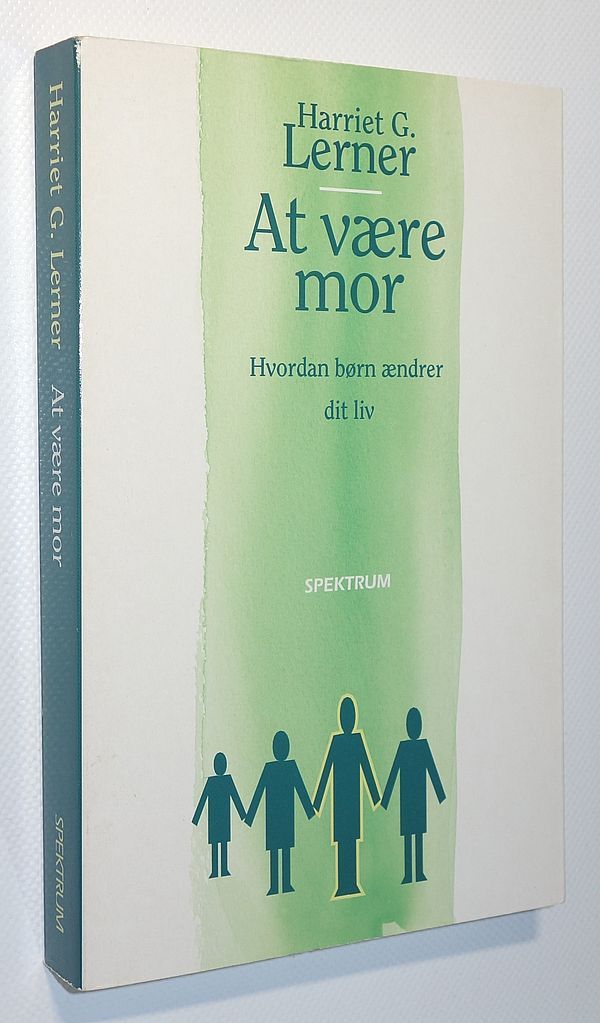 Harriet G.
Lerner
At være
mor
Hvordan børn ændrer
dit liv
SPEKTRUM
Harriet G. Lerner At være mor SPEKTRUM